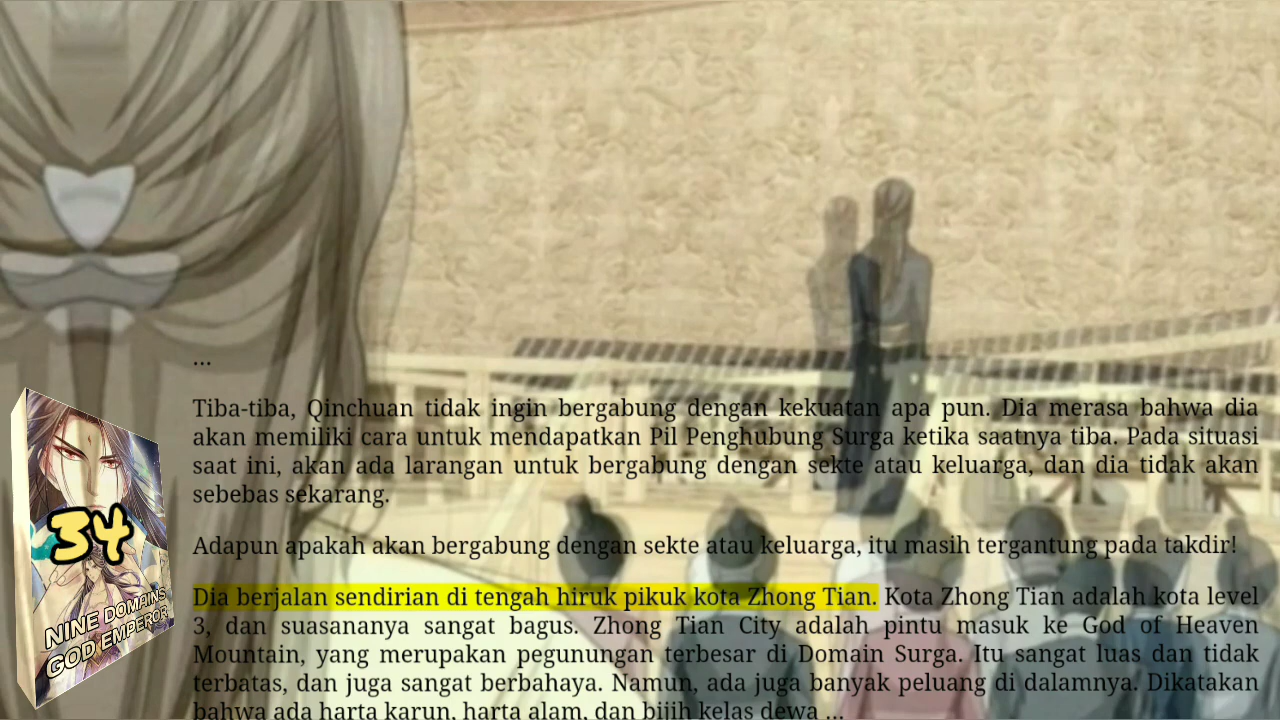 ...
Tiba-tiba, Qinchuan tidak ingin bergabung dengan kekuatan apa pun. Dia merasa bahwa dia
akan memiliki cara untuk mendapatkan Pil Penghubung Surga ketika saatnya tiba. Pada situasi
saat ini, akan ada larangan untuk bergabung dengan sekte atau keluarga, dan dia tidak akan
sebebas sekarang.
Adapun apakah akan bergabung dengan sekte atau keluarga, itu masih tergantung pada takdir!
Dia berjalan sendirian di tengah hiruk pikuk kota Zhong Tian. Kota Zhong Tian adalah kota level
3, dan suasananya sangat bagus. Zhong Tian City adalah pintu masuk ke God of Heaven
Mountain, yang merupakan pegunungan terbesar di Domain Surga. Itu sangat luas dan tidak
terbatas, dan juga sangat berbahaya. Namun, ada juga banyak peluang di dalamnya. Dikatakan
bahwa ada harta karun, harta alam, dan bijih kelas dewa ...
34
NINE DOMAINS
GOD EMPEROR